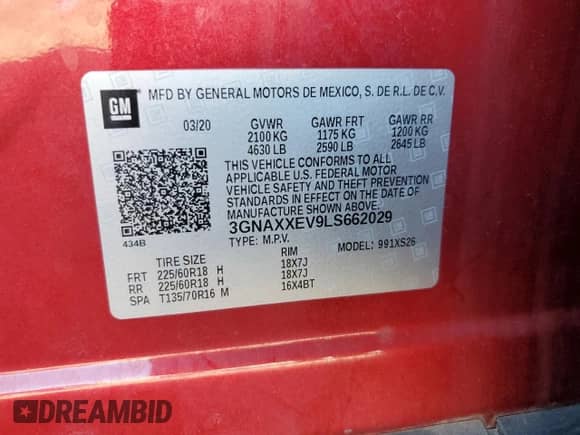 GM
MFD BY GENERAL MOTORS DE MEXICO, S. DE R.L. DE C.V.
03/20 GVWR GAWR FRT GAWR RR
2100 KG 1175 KG 1200 KG
4630 LB 2590 LB 2645 LB
THIS VEHICLE CONFORMS TO ALL
APPLICABLE U.S. FEDERAL MOTOR
VEHICLE SAFETY AND THEFT PREVENTION
STANDARDS IN EFFECT ON THE DATE OF
MANUFACTURE SHOWN ABOVE.
3GNAXXEV9LS662029
434B TYPE: M.P.V. MODEL: 991XS26
TIRE SIZE RIM
FRT 225/60R18 H 18X7J
RR 225/60R18 H 18X7J
SPA T135/70R16 M 16X4BT
DREAMBID